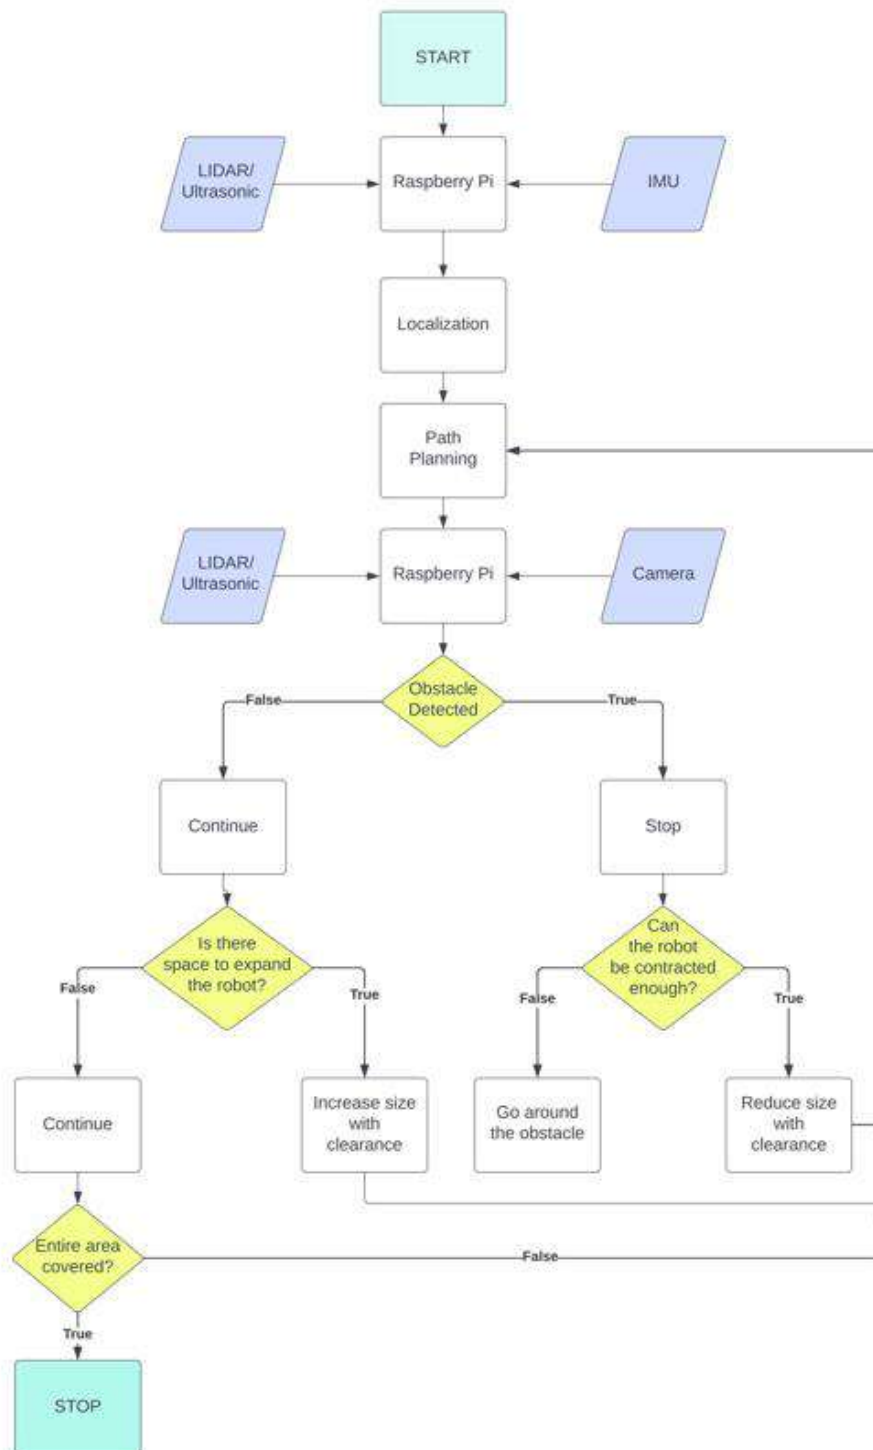 START
LIDAR/
Ultrasonic
Raspberry Pi
IMU
Localization
Path
Planning
LIDAR/
Ultrasonic
Raspberry Pi
Camera
Obstacle
Detected
False
True
Continue
Stop
Is there
space to expand
the robot?
Can
the robot
be contracted
enough?
False
True
False
True
Continue
Increase size
with
clearance
Go around
the obstacle
Reduce size
with
clearance
Entire area
covered?
False
True
STOP